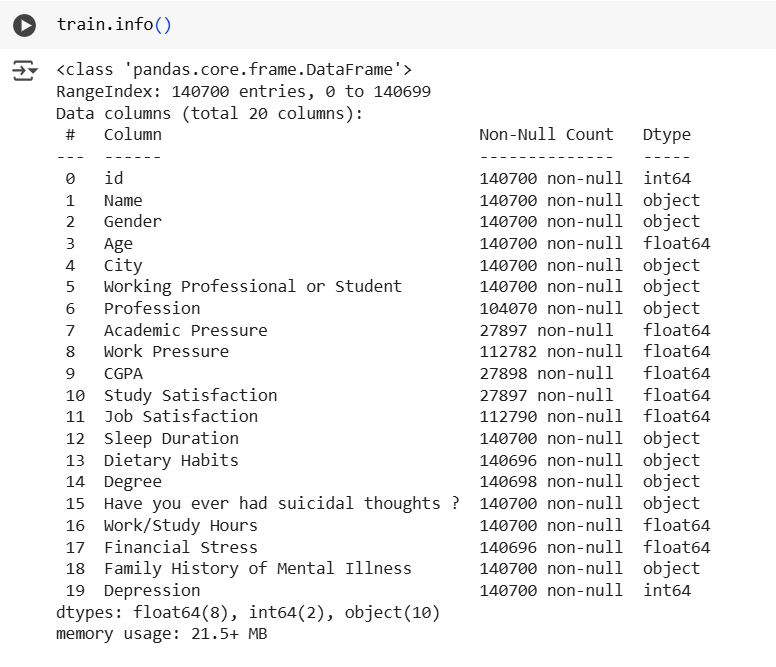 train.info()
<class 'pandas.core.frame.DataFrame'>
RangeIndex: 140700 entries, 0 to 140699
Data columns (total 20 columns):
 #   Column                                 Non-Null Count   Dtype
---  ------                                 --------------   -----
 0   id                                     140700 non-null  int64
 1   Name                                   140700 non-null  object
 2   Gender                                 140700 non-null  object
 3   Age                                    140700 non-null  float64
 4   City                                   140700 non-null  object
 5   Working Professional or Student        140700 non-null  object
 6   Profession                             104070 non-null  object
 7   Academic Pressure                      27897 non-null   float64
 8   Work Pressure                          112782 non-null  float64
 9   CGPA                                   27898 non-null   float64
 10  Study Satisfaction                     27897 non-null   float64
 11  Job Satisfaction                       112790 non-null  float64
 12  Sleep Duration                         140700 non-null  object
 13  Dietary Habits                         140696 non-null  object
 14  Degree                                 140698 non-null  object
 15  Have you ever had suicidal thoughts ?  140700 non-null  object
 16  Work/Study Hours                       140700 non-null  float64
 17  Financial Stress                       140696 non-null  float64
 18  Family History of Mental Illness       140700 non-null  object
 19  Depression                             140700 non-null  int64
dtypes: float64(8), int64(2), object(10)
memory usage: 21.5+ MB